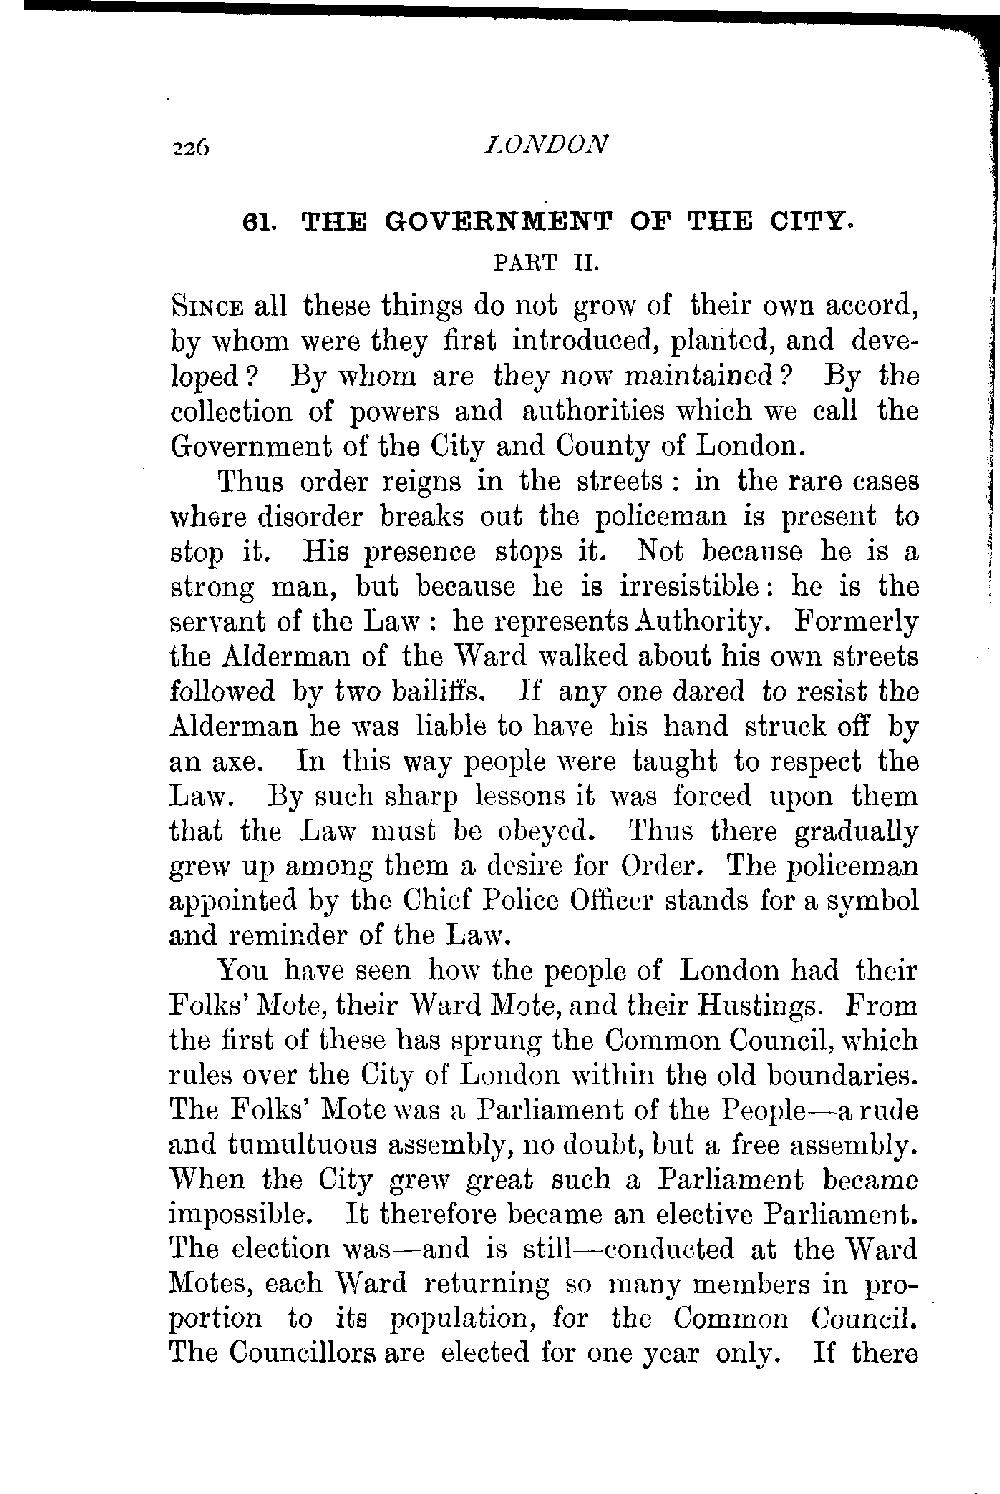 226 LONDON
61. THE GOVERNMENT OF THE CITY.
PART II.
SINCE all these things do not grow of their own accord,
by whom were they first introduced, planted, and deve-
loped? By whom are they now maintained? By the
collection of powers and authorities which we call the
Government of the City and County of London.
Thus order reigns in the streets: in the rare cases
where disorder breaks out the policeman is present to
stop it. His presence stops it. Not because he is a
strong man, but because he is irresistible: he is the
servant of the Law: he represents Authority. Formerly
the Alderman of the Ward walked about his own streets
followed by two bailiffs. If any one dared to resist the
Alderman he was liable to have his hand struck off by
an axe. In this way people were taught to respect the
Law. By such sharp lessons it was forced upon them
that the Law must be obeyed. Thus there gradually
grew up among them a desire for Order. The policeman
appointed by the Chief Police Officer stands for a symbol
and reminder of the Law.
You have seen how the people of London had their
Folks' Mote, their Ward Mote, and their Hustings. From
the first of these has sprung the Common Council, which
rules over the City of London within the old boundaries.
The Folks' Mote was a Parliament of the People—a rude
and tumultuous assembly, no doubt, but a free assembly.
When the City grew great such a Parliament became
impossible. It therefore became an elective Parliament.
The election was—and is still—conducted at the Ward
Motes, each Ward returning so many members in pro-
portion to its population, for the Common Council.
The Councillors are elected for one year only. If there